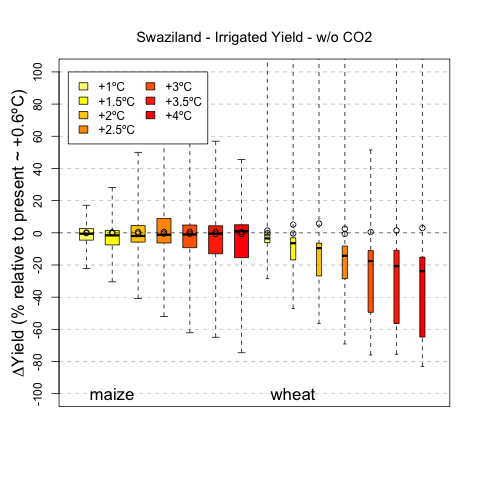 Swaziland - Irrigated Yield - w/o CO2
ΔYield (% relative to present ~ +0.6ºC)
100
80
60
40
20
0
-20
-40
-60
-80
-100
+1ºC
+1.5ºC
+2ºC
+2.5ºC
+3ºC
+3.5ºC
+4ºC
maize
wheat